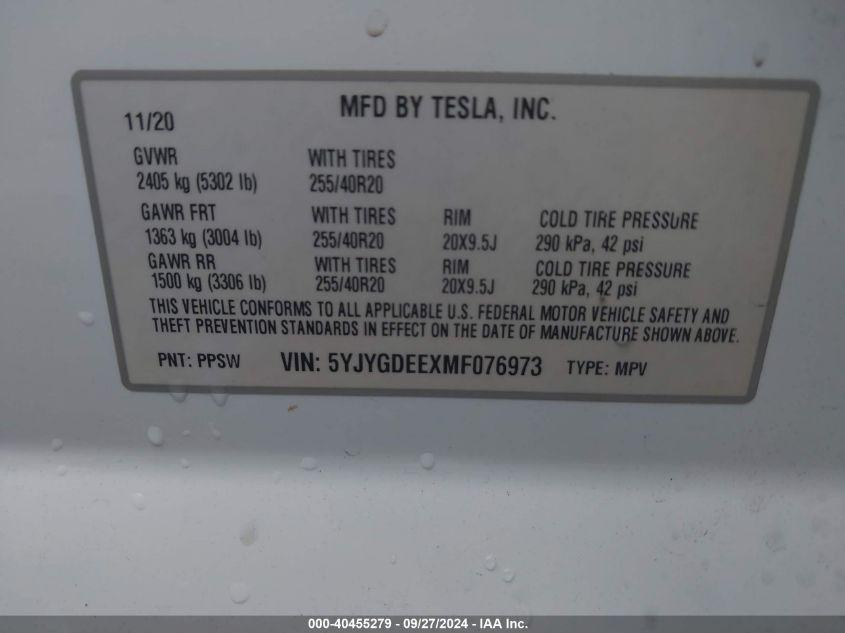 MFD BY TESLA, INC.
11/20
GVWR WITH TIRES
2405 kg (5302 lb) 255/40R20
GAWR FRT WITH TIRES RIM COLD TIRE PRESSURE
1363 kg (3004 lb) 255/40R20 20X9.5J 290 kPa, 42 psi
GAWR RR WITH TIRES RIM COLD TIRE PRESSURE
1500 kg (3306 lb) 255/40R20 20X9.5J 290 kPa, 42 psi
THIS VEHICLE CONFORMS TO ALL APPLICABLE U.S. FEDERAL MOTOR VEHICLE SAFETY AND
THEFT PREVENTION STANDARDS IN EFFECT ON THE DATE OF MANUFACTURE SHOWN ABOVE.
PNT: PPSW VIN: 5YJYGDEEXMF076973 TYPE: MPV
000-40455279 - 09/27/2024 - IAA Inc.